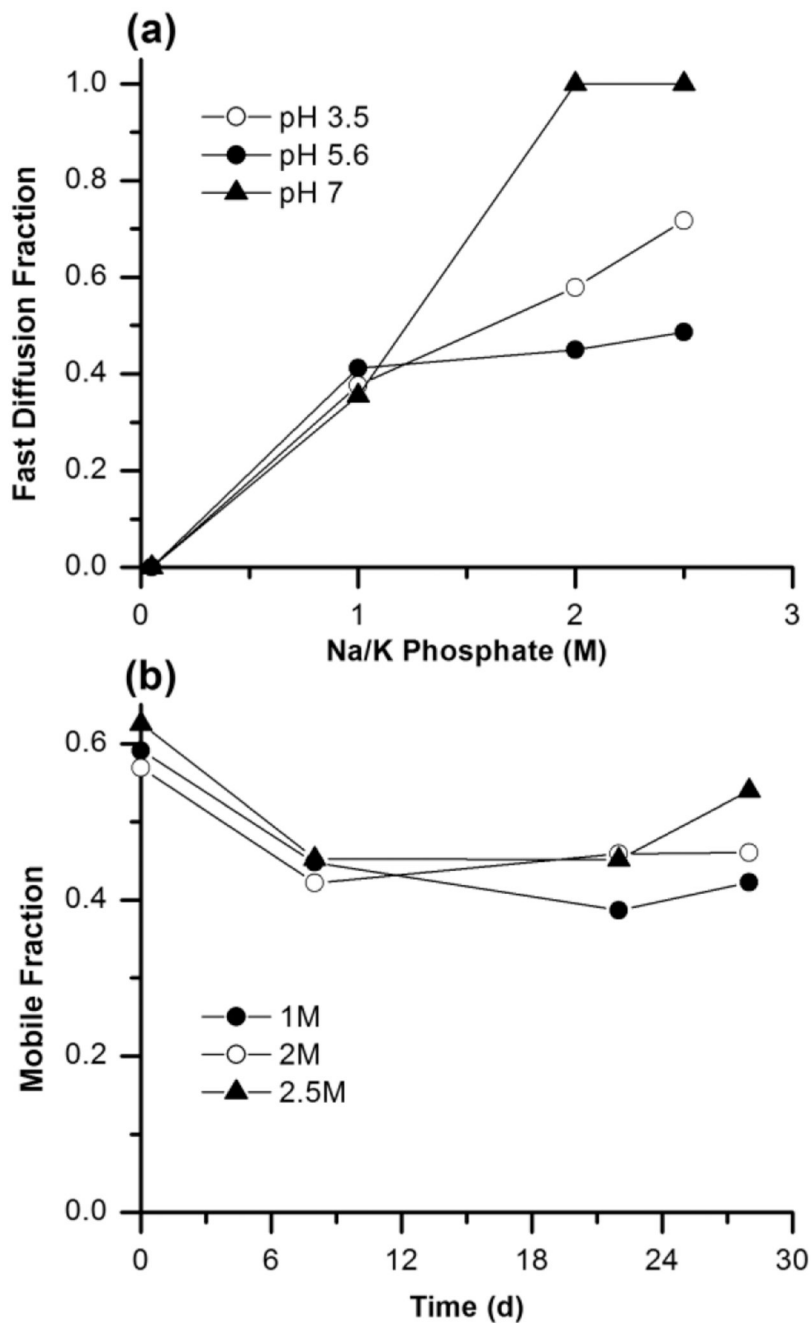 (a)
1.0
0.8
0.6
0.4
0.2
0.0
Fast Diffusion Fraction
pH 3.5
pH 5.6
pH 7
0 1 2 3
Na/K Phosphate (M)
(b)
0.6
0.4
0.2
0.0
Mobile Fraction
1M
2M
2.5M
0 6 12 18 24 30
Time (d)